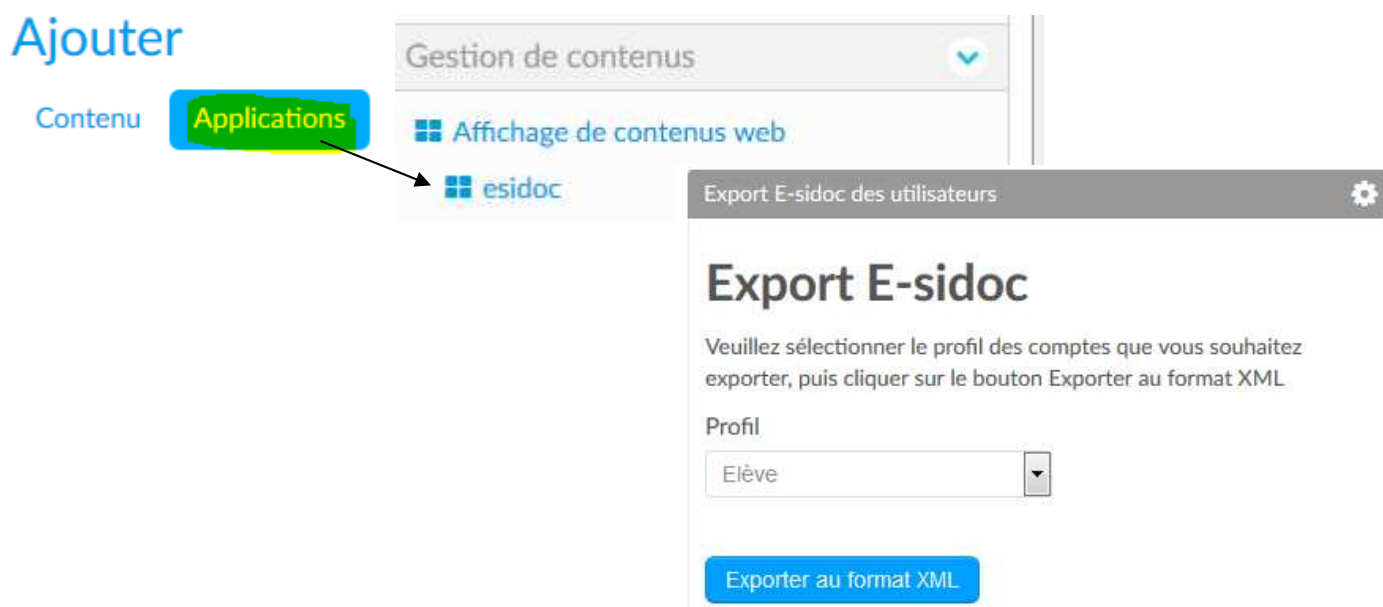 Ajouter
Contenu
Applications
Gestion de contenus
Affichage de contenus web
esidoc
Export E-sidoc des utilisateurs
Export E-sidoc
Veuillez sélectionner le profil des comptes que vous souhaitez
exporter, puis cliquer sur le bouton Exporter au format XML
Profil
Elève
Exporter au format XML